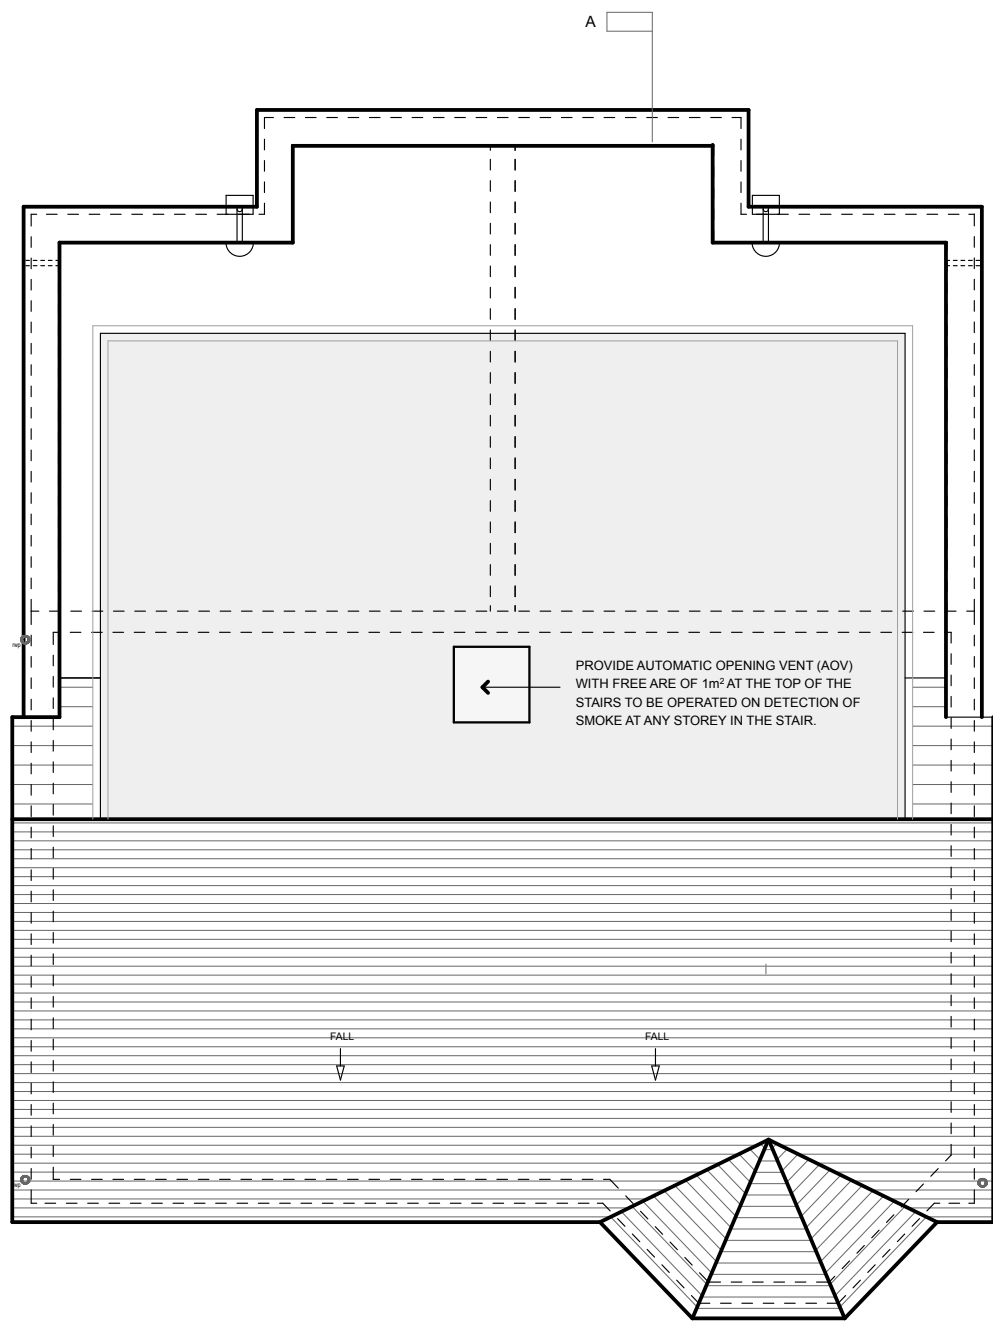 A
PROVIDE AUTOMATIC OPENING VENT (AOV)
WITH FREE ARE OF 1m² AT THE TOP OF THE
STAIRS TO BE OPERATED ON DETECTION OF
SMOKE AT ANY STOREY IN THE STAIR.
rwp
FALL
FALL